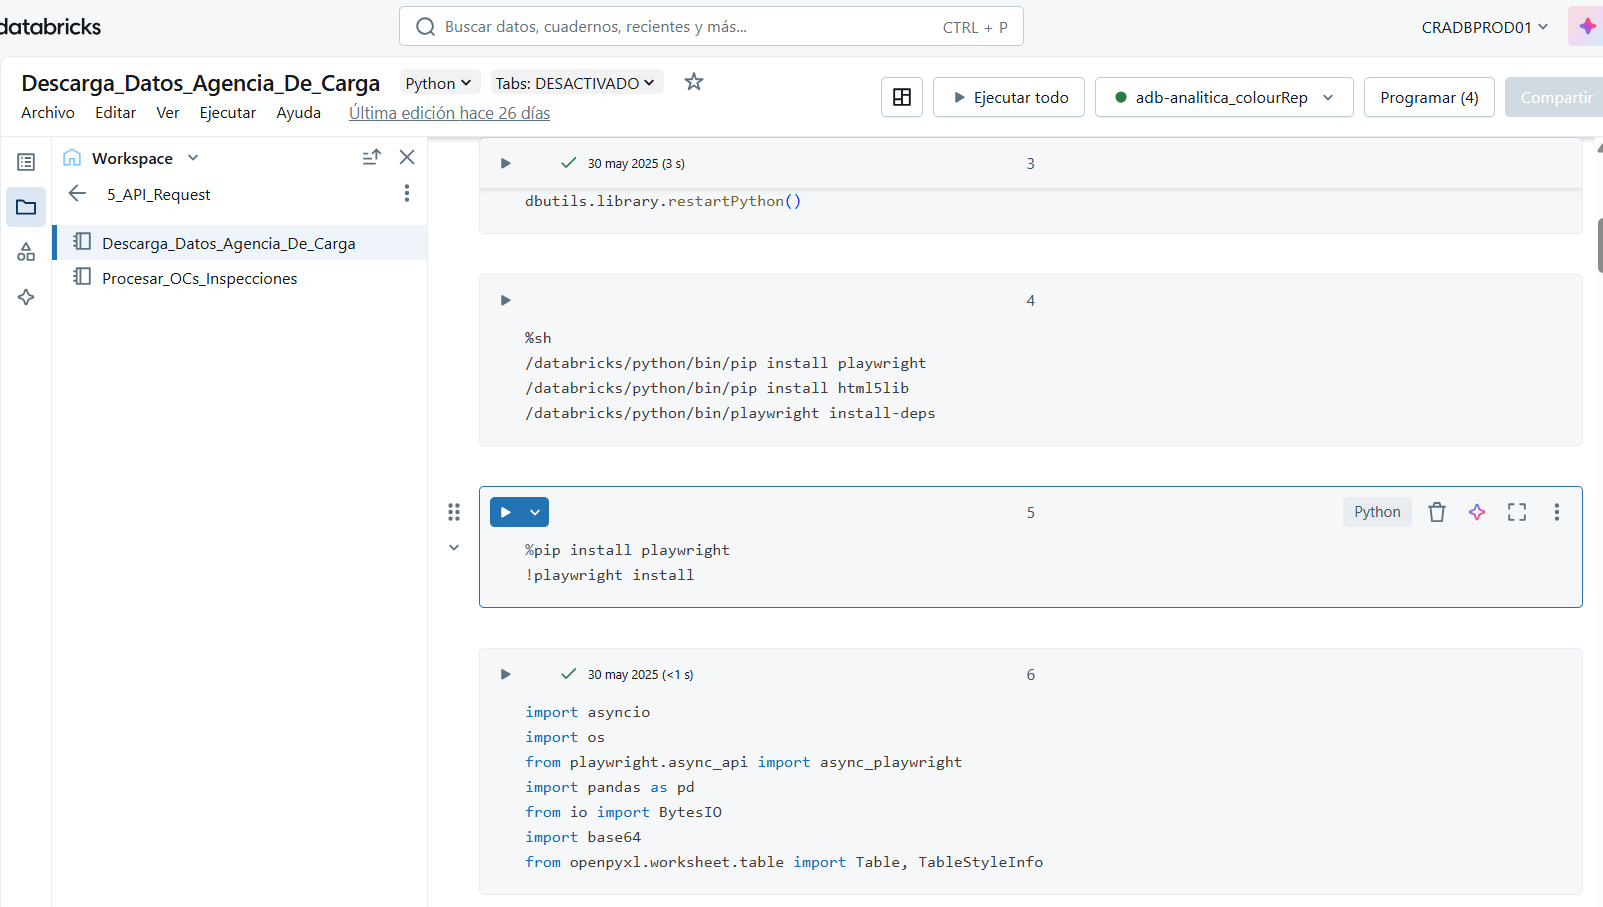 databricks
Buscar datos, cuadernos, recientes y más...
CTRL + P
CRADBPROD01
Descarga_Datos_Agencia_De_Carga
Python
Tabs: DESACTIVADO
Archivo
Editar
Ver
Ejecutar
Ayuda
Última edición hace 26 días
Ejecutar todo
adb-analitica_colourRep
Programar (4)
Compartir
Workspace
5_API_Request
Descarga_Datos_Agencia_De_Carga
Procesar_OCs_Inspecciones
30 may 2025 (3 s)
3
dbutils.library.restartPython()
4
%sh
/databricks/python/bin/pip install playwright
/databricks/python/bin/pip install html5lib
/databricks/python/bin/playwright install-deps
5
Python
%pip install playwright
!playwright install
30 may 2025 (<1 s)
6
import asyncio
import os
from playwright.async_api import async_playwright
import pandas as pd
from io import BytesIO
import base64
from openpyxl.worksheet.table import Table, TableStyleInfo